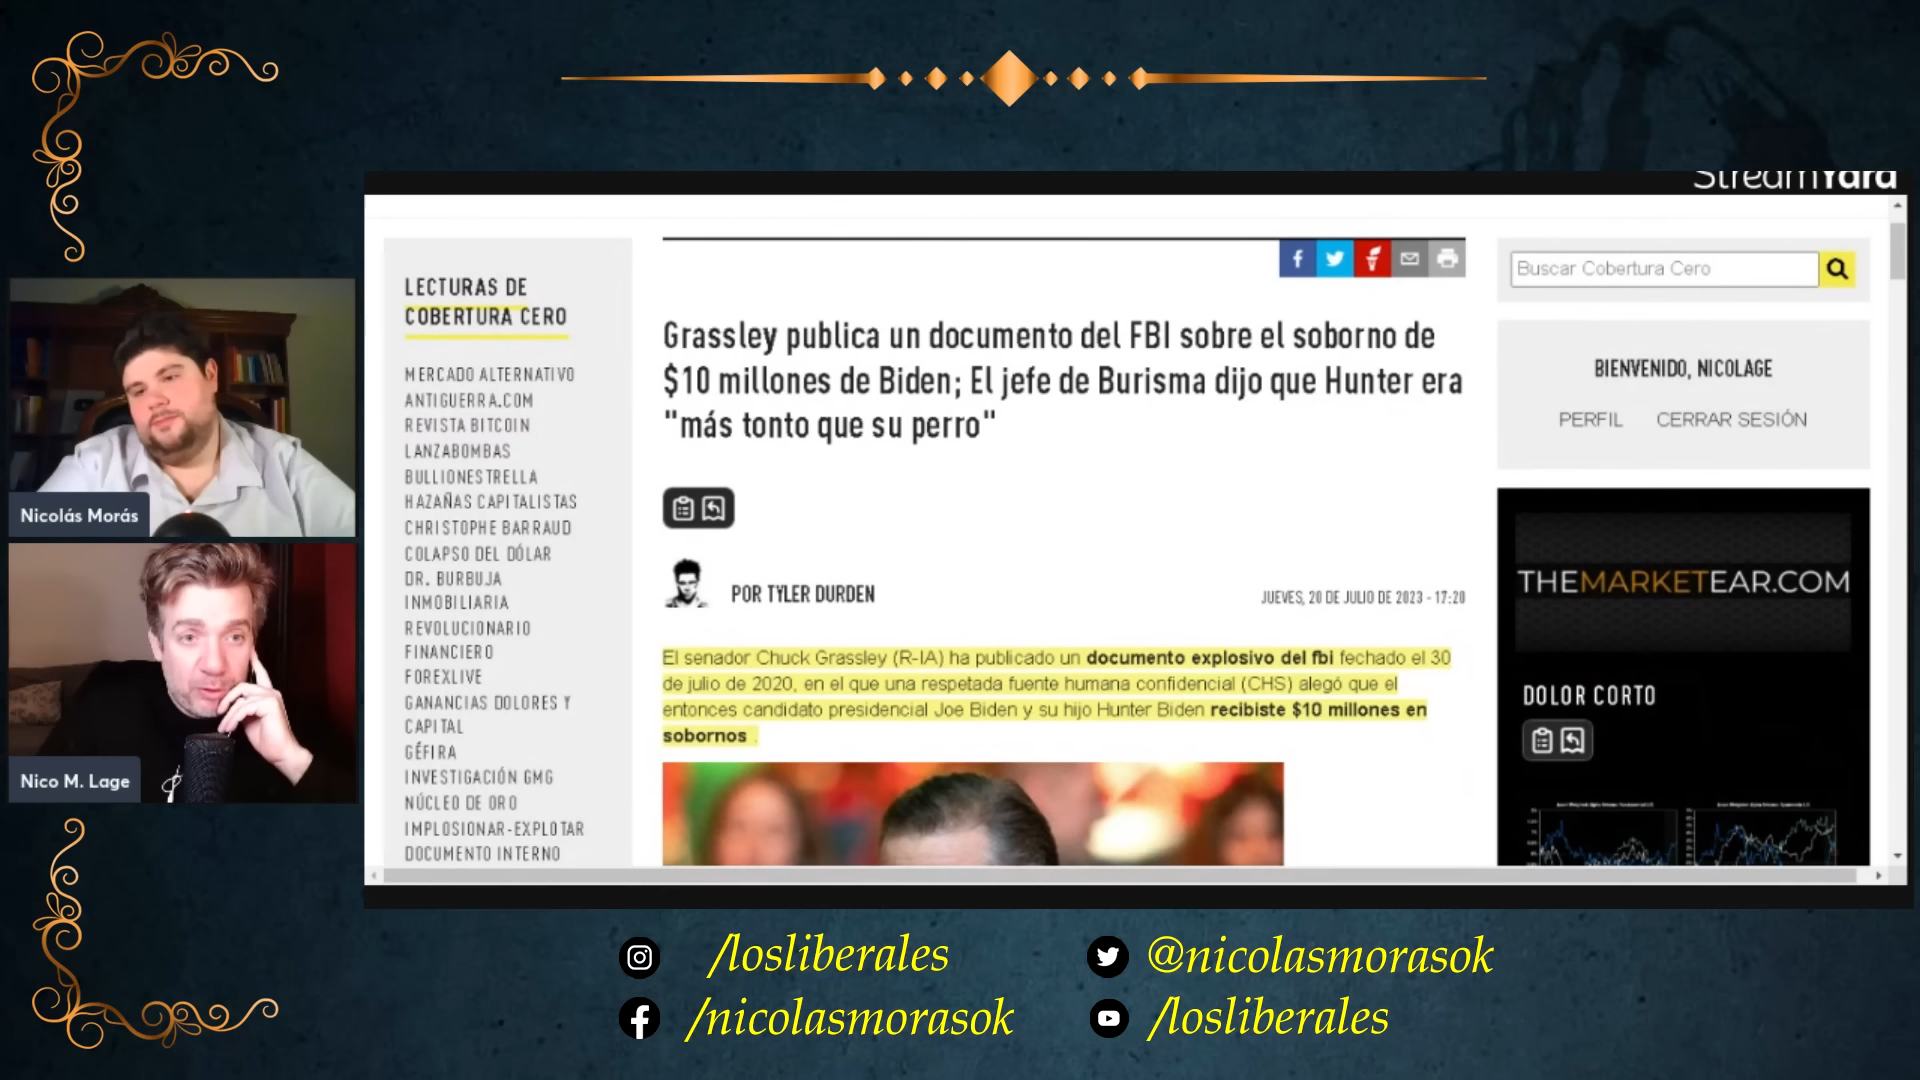 StreamYard
LECTURAS DE
COBERTURA CERO
MERCADO ALTERNATIVO
ANTIGUERRA.COM
REVISTA BITCOIN
LANZABOMBAS
BULLIONESTRELLA
HAZAÑAS CAPITALISTAS
CHRISTOPHE BARRAUD
COLAPSO DEL DÓLAR
DR. BURBUJA
INMOBILIARIA
REVOLUCIONARIO
FINANCIERO
FOREXLIVE
GANANCIAS DOLORES Y
CAPITAL
GÉFIRA
INVESTIGACIÓN GMG
NÚCLEO DE ORO
IMPLOSIONAR-EXPLOTAR
DOCUMENTO INTERNO
Grassley publica un documento del FBI sobre el soborno de
$10 millones de Biden; El jefe de Burisma dijo que Hunter era
"más tonto que su perro"
POR TYLER DURDEN
JUEVES, 20 DE JULIO DE 2023 - 17:20
El senador Chuck Grassley (R-IA) ha publicado un documento explosivo del fbi fechado el 30
de julio de 2020, en el que una respetada fuente humana confidencial (CHS) alegó que el
entonces candidato presidencial Joe Biden y su hijo Hunter Biden recibiste $10 millones en
sobornos .
Buscar Cobertura Cero
BIENVENIDO, NICOLAGE
PERFIL CERRAR SESIÓN
THEMARKETEAR.COM
DOLOR CORTO
Nicolás Morás
Nico M. Lage
/losliberales
@nicolasmorasok
/nicolasmorasok
/losliberales